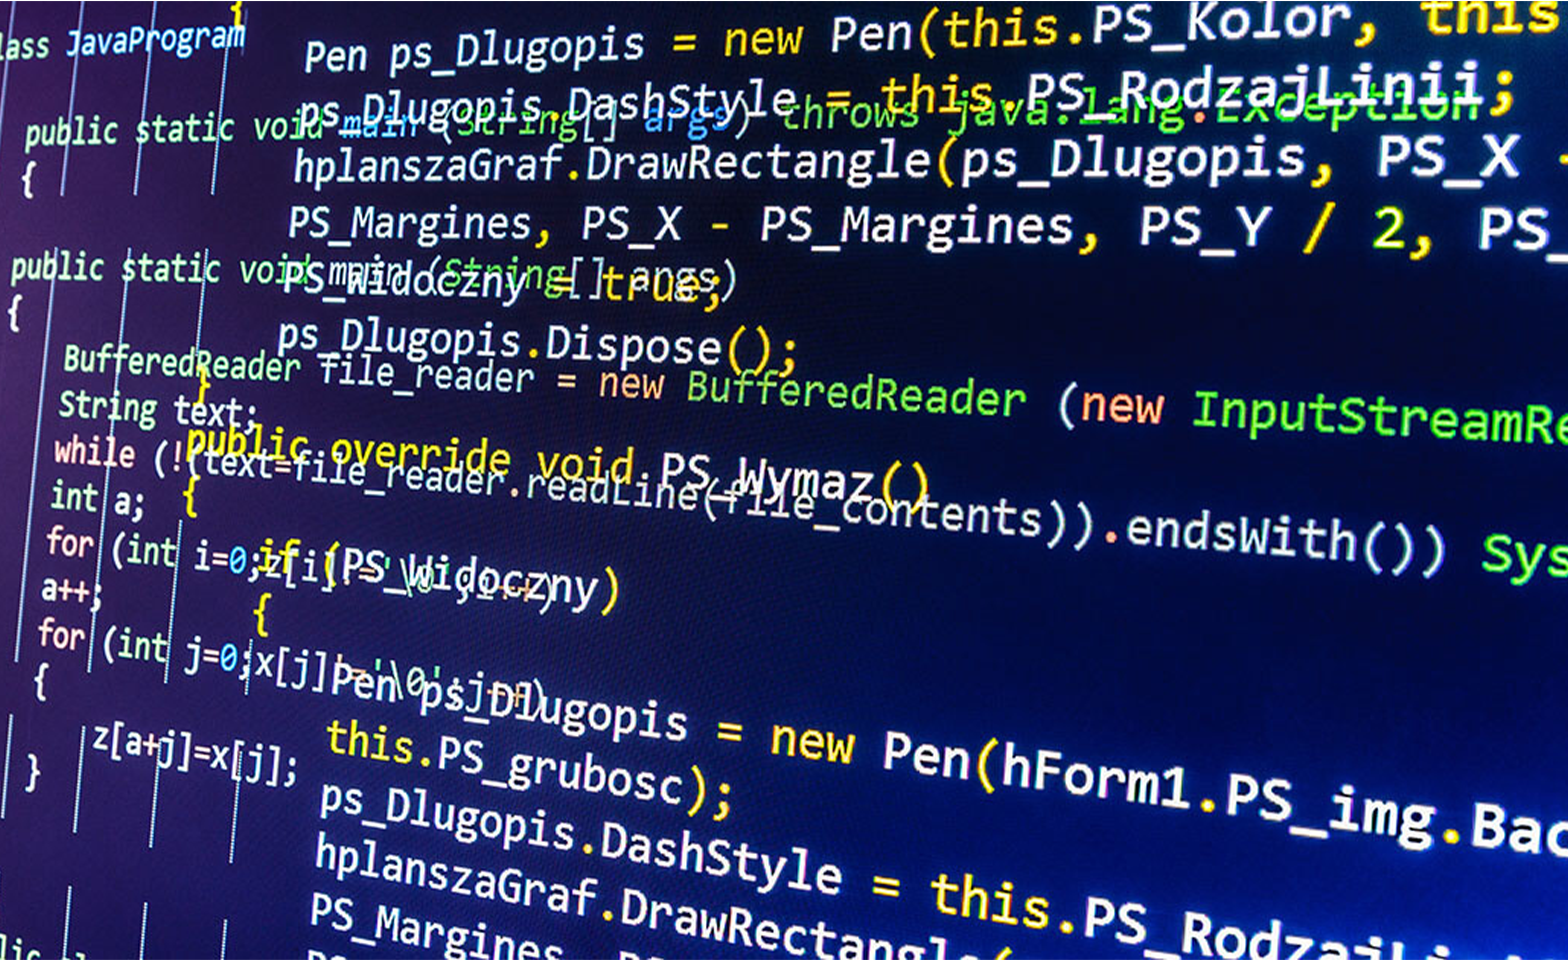 {
lass JavaProgram
Pen ps_Dlugopis = new Pen(this.PS_Kolor, this
ps_Dlugopis.DashStyle = this.PS_RodzajLinii;
public static void main (String[] args) throws java.lang.Exception
{
hplanszaGraf.DrawRectangle(ps_Dlugopis, PS_X -
PS_Margines, PS_X - PS_Margines, PS_Y / 2, PS_
public static void main (String[] args)
PS_Widoczny = true;
{
ps_Dlugopis.Dispose();
BufferedReader file_reader = new BufferedReader (new InputStreamRe
}
String text;
public override void PS_Wymaz()
while (!(text=file_reader.readLine(file_contents)).endsWith()) Sys
{
int a;
if (PS_Widoczny)
for (int i=0;z[i]!='\0';i++)
{
a++;
for (int j=0;x[j]!='\0';j++)
{
Pen ps_Dlugopis = new Pen(hForm1.PS_img.Bac
this.PS_grubosc);
z[a+j]=x[j];
}
ps_Dlugopis.DashStyle = this.PS_RodzajLi
hplanszaGraf.DrawRectangle(
PS_Margines,